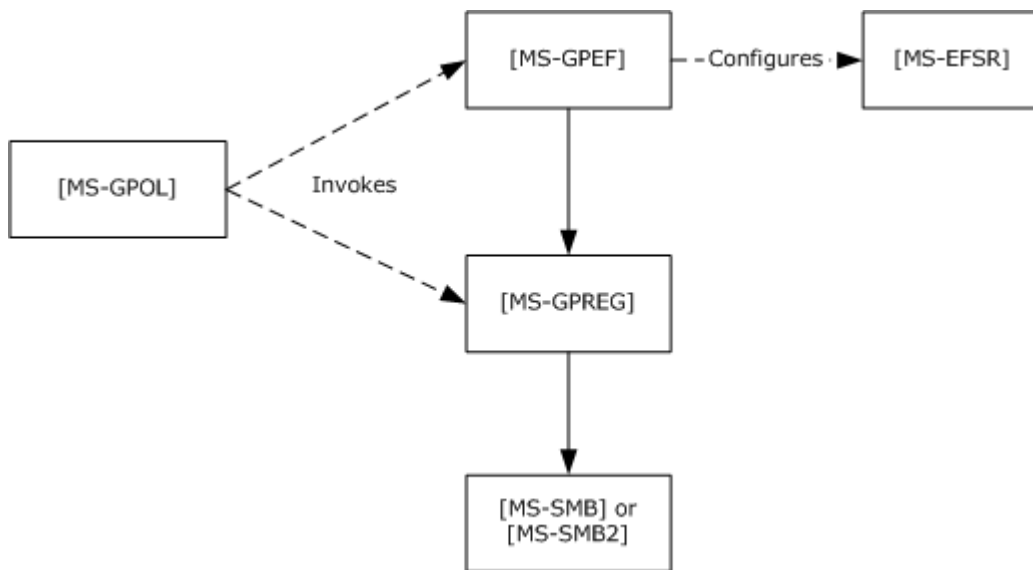 [MS-GPEF]
Configures
[MS-EFSR]
[MS-GPOL]
Invokes
[MS-GPREG]
[MS-SMB] or
[MS-SMB2]